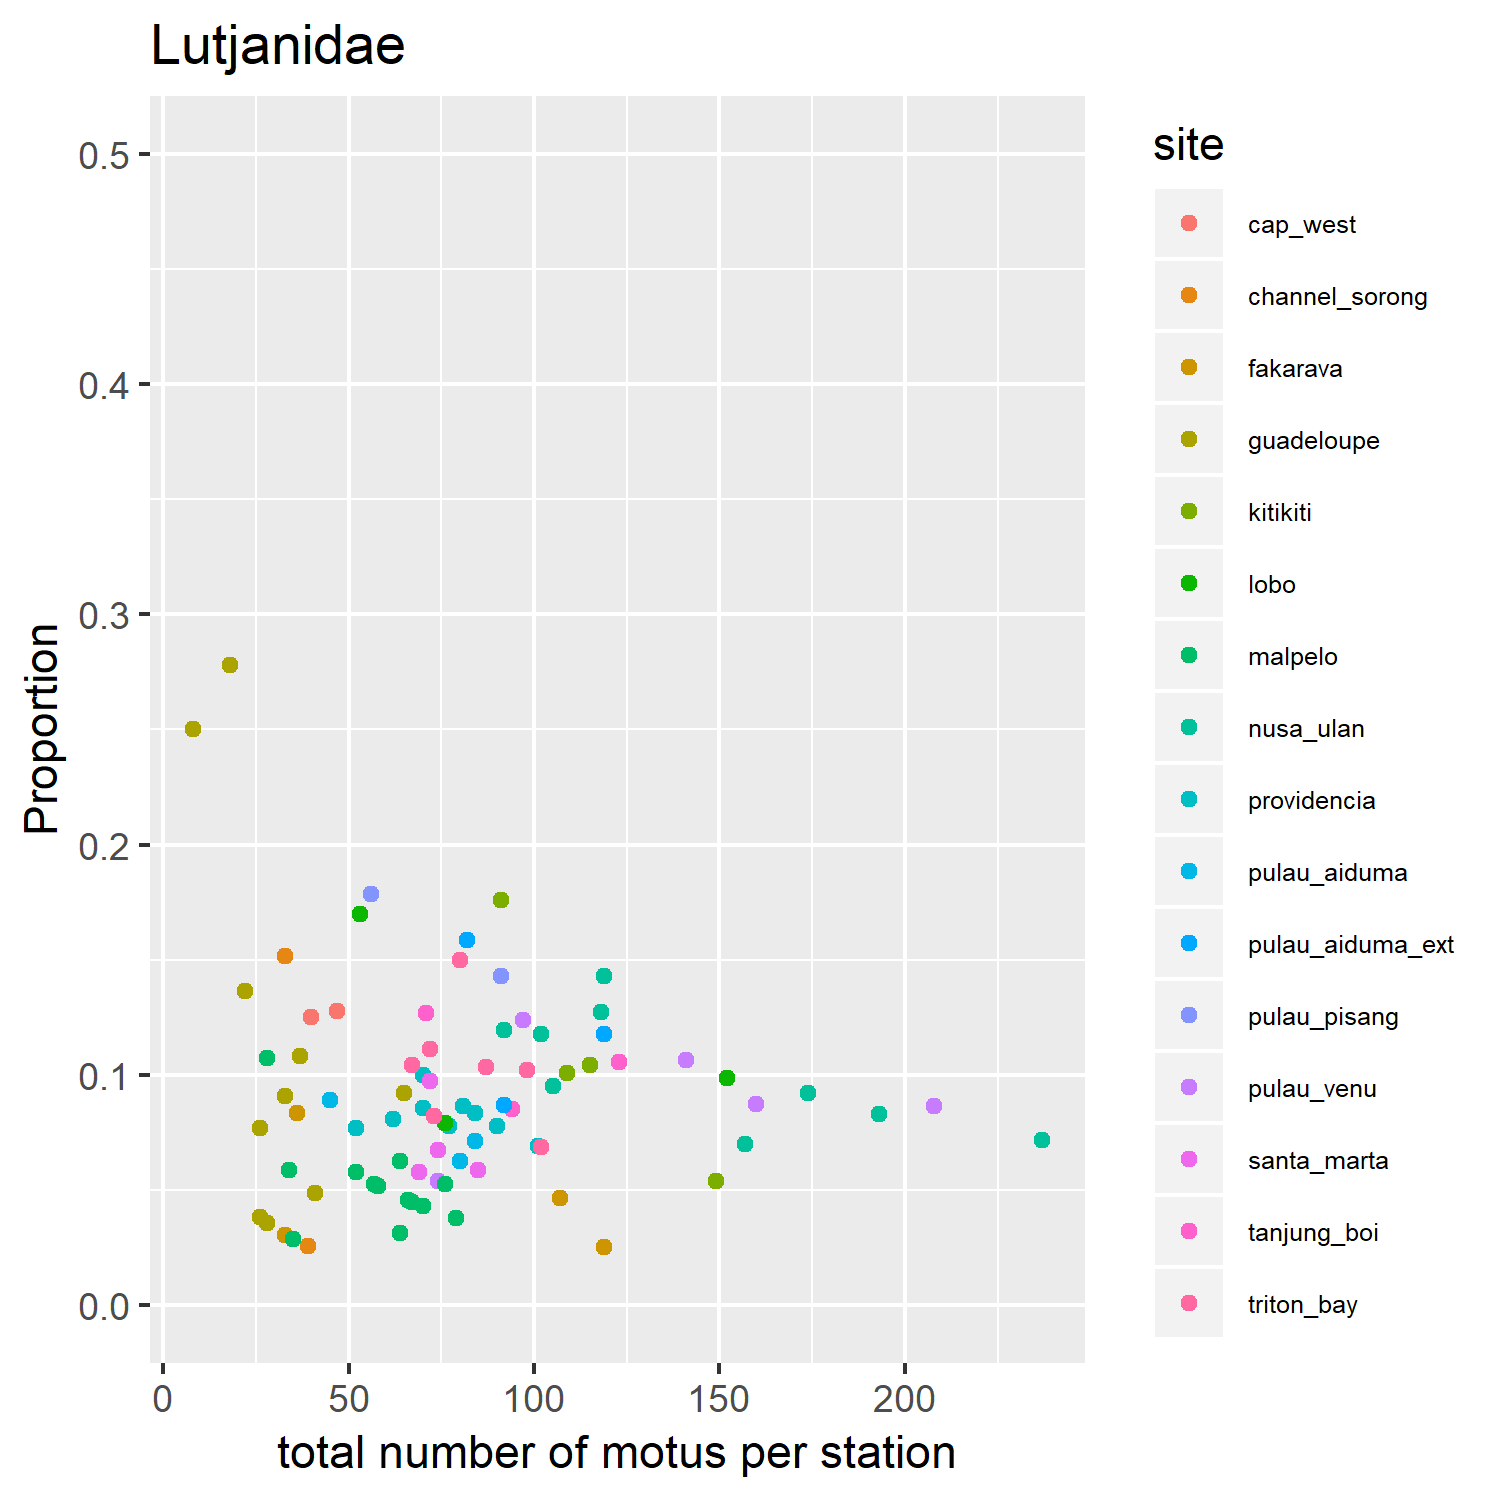 Lutjanidae
0.5
0.4
0.3
0.2
0.1
0.0
Proportion
0
50
100
150
200
total number of motus per station
site
cap_west
channel_sorong
fakarava
guadeloupe
kitikiti
lobo
malpelo
nusa_ulan
providencia
pulau_aiduma
pulau_aiduma_ext
pulau_pisang
pulau_venu
santa_marta
tanjung_boi
triton_bay